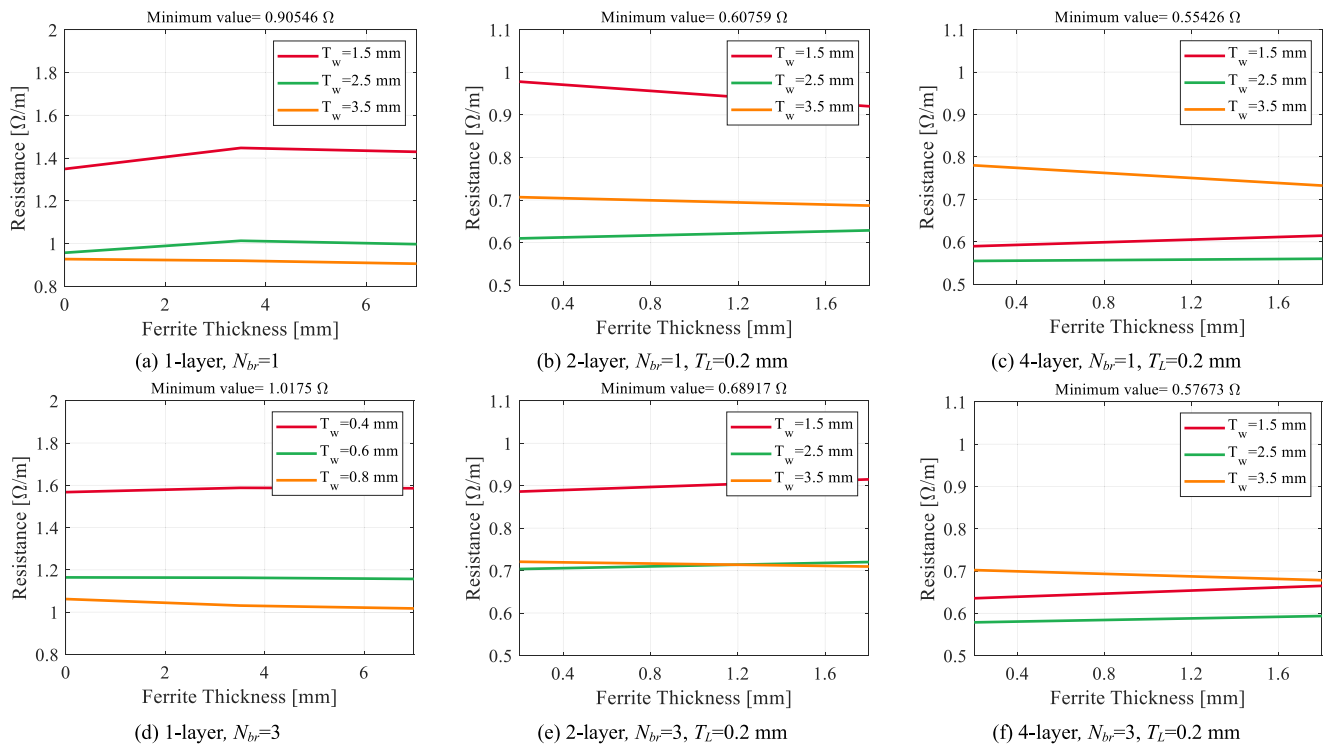 Minimum value= 0.90546 Ω
2
1.8
1.6
1.4
1.2
1
0.8
Resistance [Ω/m]
T_w=1.5 mm
T_w=2.5 mm
T_w=3.5 mm
0 2 4 6
Ferrite Thickness [mm]
(a) 1-layer, N_br=1
Minimum value= 0.60759 Ω
1.1
1
0.9
0.8
0.7
0.6
0.5
Resistance [Ω/m]
T_w=1.5 mm
T_w=2.5 mm
T_w=3.5 mm
0.4 0.8 1.2 1.6
Ferrite Thickness [mm]
(b) 2-layer, N_br=1, T_L=0.2 mm
Minimum value= 0.55426 Ω
1.1
1
0.9
0.8
0.7
0.6
0.5
Resistance [Ω/m]
T_w=1.5 mm
T_w=2.5 mm
T_w=3.5 mm
0.4 0.8 1.2 1.6
Ferrite Thickness [mm]
(c) 4-layer, N_br=1, T_L=0.2 mm
Minimum value= 1.0175 Ω
2
1.8
1.6
1.4
1.2
1
0.8
Resistance [Ω/m]
T_w=0.4 mm
T_w=0.6 mm
T_w=0.8 mm
0 2 4 6
Ferrite Thickness [mm]
(d) 1-layer, N_br=3
Minimum value= 0.68917 Ω
1.1
1
0.9
0.8
0.7
0.6
0.5
Resistance [Ω/m]
T_w=1.5 mm
T_w=2.5 mm
T_w=3.5 mm
0.4 0.8 1.2 1.6
Ferrite Thickness [mm]
(e) 2-layer, N_br=3, T_L=0.2 mm
Minimum value= 0.57673 Ω
1.1
1
0.9
0.8
0.7
0.6
0.5
Resistance [Ω/m]
T_w=1.5 mm
T_w=2.5 mm
T_w=3.5 mm
0.4 0.8 1.2 1.6
Ferrite Thickness [mm]
(f) 4-layer, N_br=3, T_L=0.2 mm